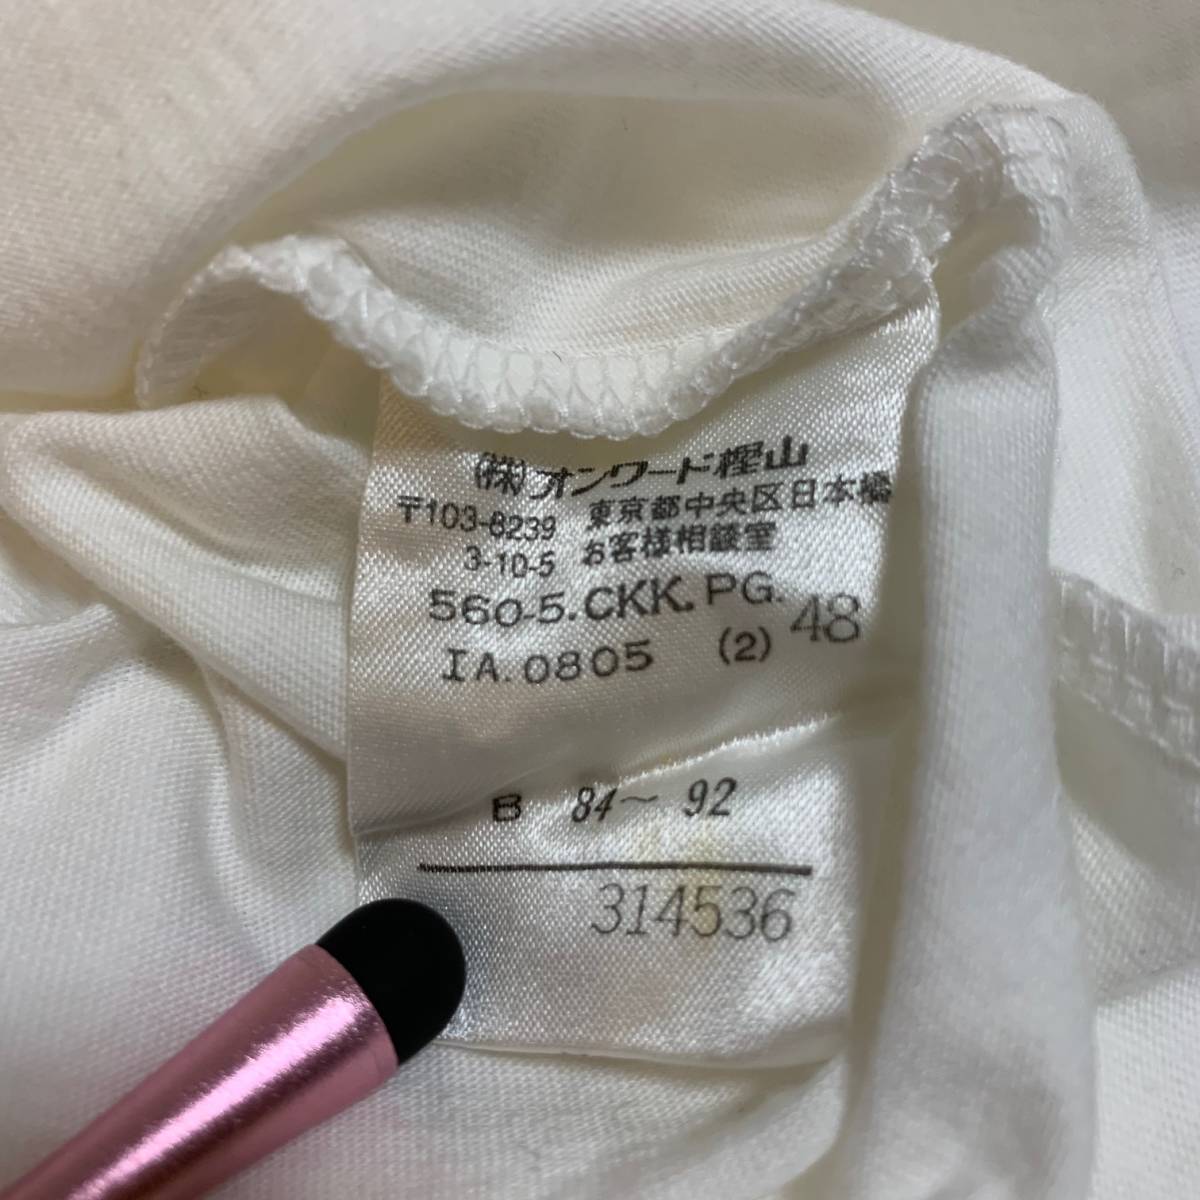 (株)オンワード樫山
〒103-8239 東京都中央区日本橋
3-10-5 お客様相談室
560-5.CKK.PG.
IA.0805 (2) 48
B 84~92
314536